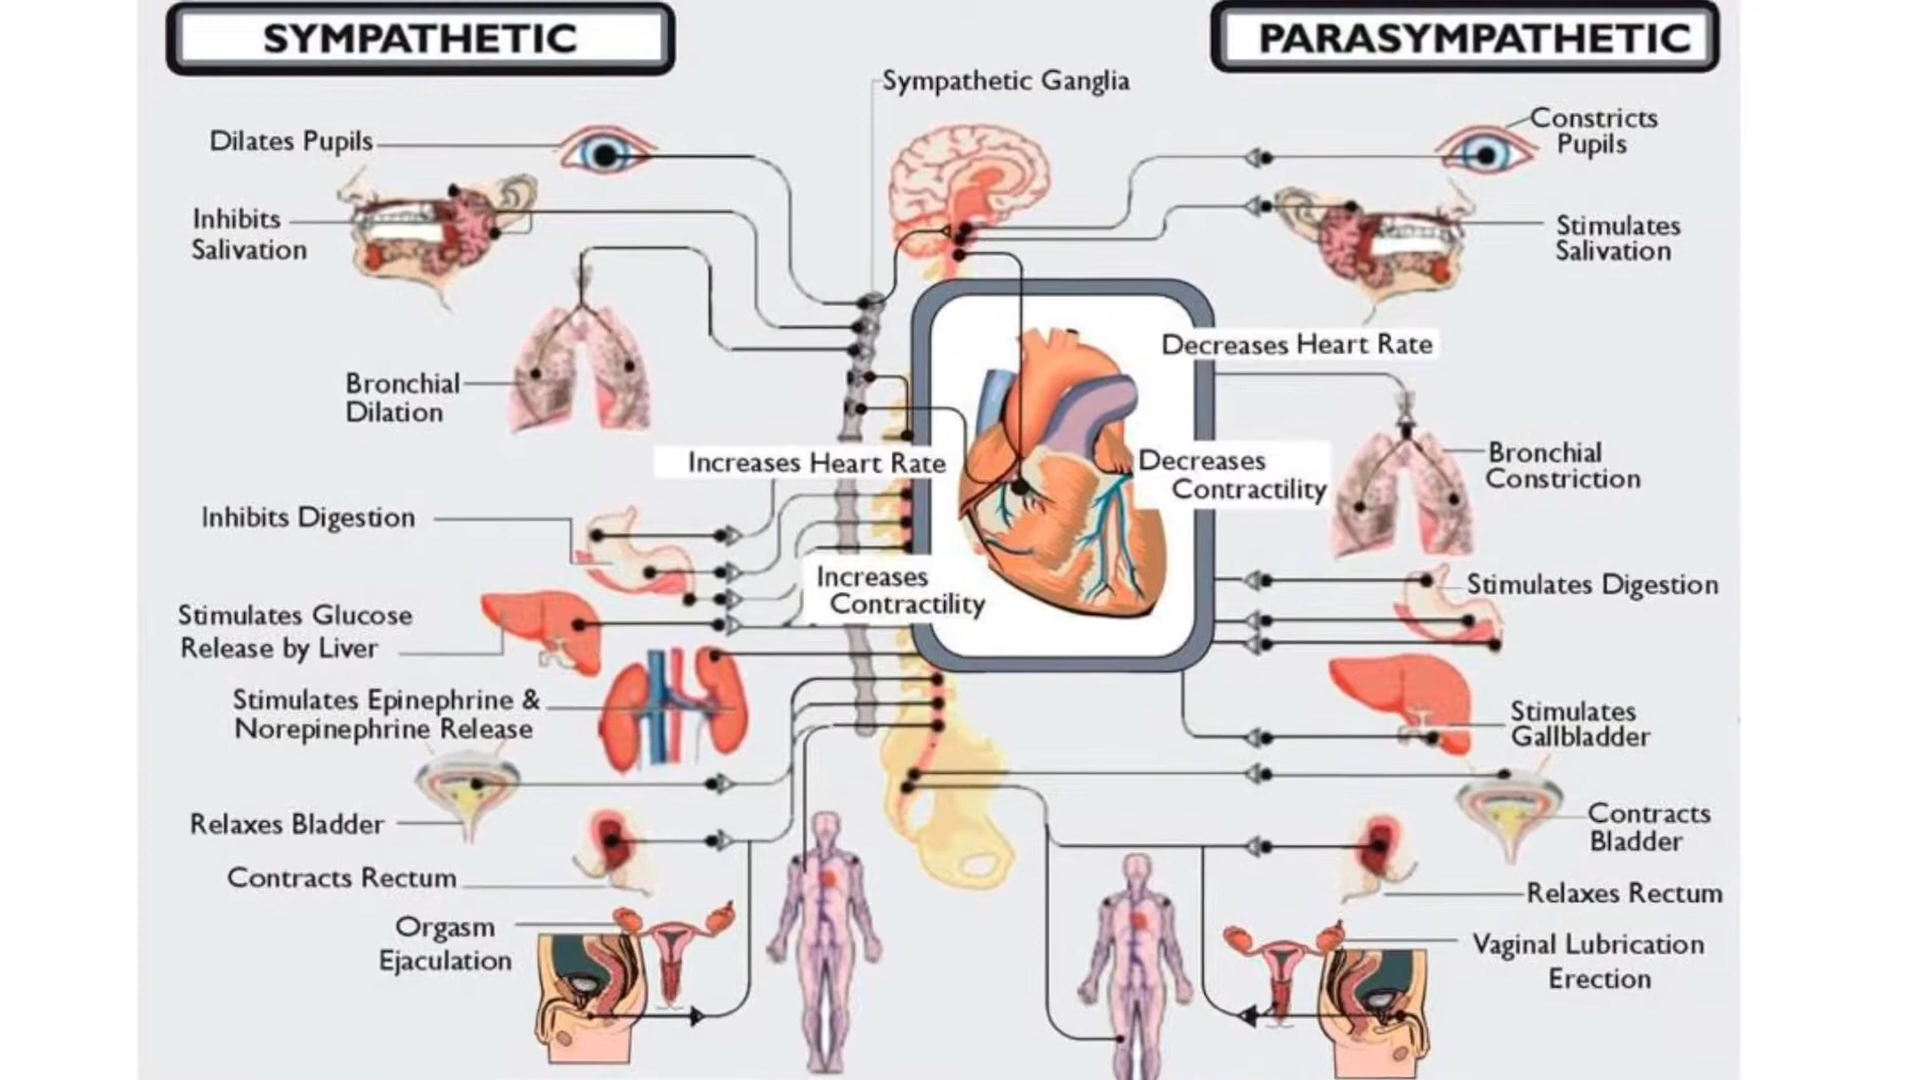 SYMPATHETIC
PARASYMPATHETIC
Sympathetic Ganglia
Dilates Pupils
Inhibits
Salivation
Bronchial
Dilation
Increases Heart Rate
Inhibits Digestion
Increases
Contractility
Stimulates Glucose
Release by Liver
Stimulates Epinephrine &
Norepinephrine Release
Relaxes Bladder
Contracts Rectum
Orgasm
Ejaculation
Constricts
Pupils
Stimulates
Salivation
Decreases Heart Rate
Decreases
Contractility
Bronchial
Constriction
Stimulates Digestion
Stimulates
Gallbladder
Contracts
Bladder
Relaxes Rectum
Vaginal Lubrication
Erection